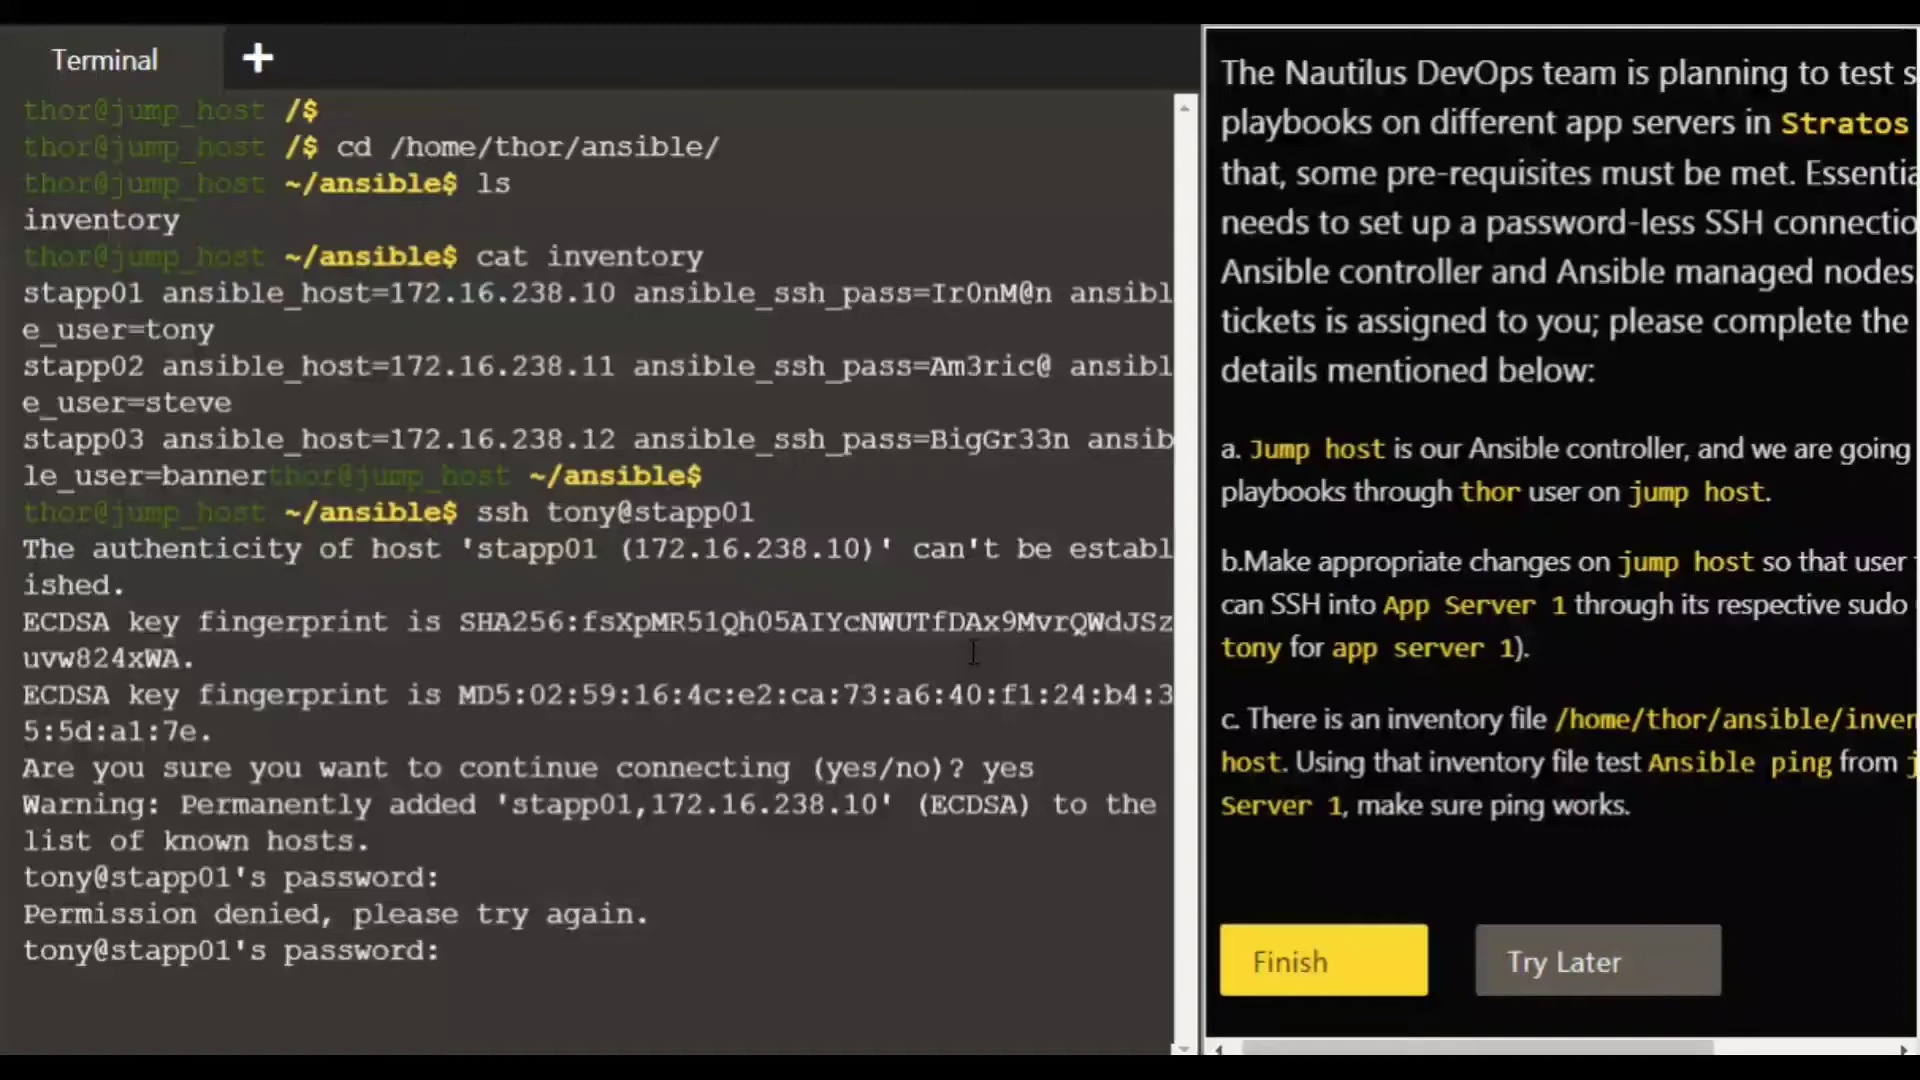 Terminal
+
thor@jump_host /$
thor@jump_host /$ cd /home/thor/ansible/
thor@jump_host ~/ansible$ ls
inventory
thor@jump_host ~/ansible$ cat inventory
stapp01 ansible_host=172.16.238.10 ansible_ssh_pass=Ir0nM@n ansibl
e_user=tony
stapp02 ansible_host=172.16.238.11 ansible_ssh_pass=Am3ric@ ansibl
e_user=steve
stapp03 ansible_host=172.16.238.12 ansible_ssh_pass=BigGr33n ansib
le_user=bannerthor@jump_host ~/ansible$
thor@jump_host ~/ansible$ ssh tony@stapp01
The authenticity of host 'stapp01 (172.16.238.10)' can't be establ
ished.
ECDSA key fingerprint is SHA256:fsXpMR51Qh05AIYcNWUTfDAx9MvrQWdJSz
uvw824xWA.
ECDSA key fingerprint is MD5:02:59:16:4c:e2:ca:73:a6:40:f1:24:b4:3
5:5d:a1:7e.
Are you sure you want to continue connecting (yes/no)? yes
Warning: Permanently added 'stapp01,172.16.238.10' (ECDSA) to the
list of known hosts.
tony@stapp01's password:
Permission denied, please try again.
tony@stapp01's password:
The Nautilus DevOps team is planning to test s
playbooks on different app servers in Stratos
that, some pre-requisites must be met. Essentia
needs to set up a password-less SSH connectio
Ansible controller and Ansible managed nodes.
tickets is assigned to you; please complete the
details mentioned below:
a. Jump host is our Ansible controller, and we are going
playbooks through thor user on jump host.
b.Make appropriate changes on jump host so that user
can SSH into App Server 1 through its respective sudo
tony for app server 1).
c. There is an inventory file /home/thor/ansible/inven
host. Using that inventory file test Ansible ping from j
Server 1, make sure ping works.
Finish
Try Later